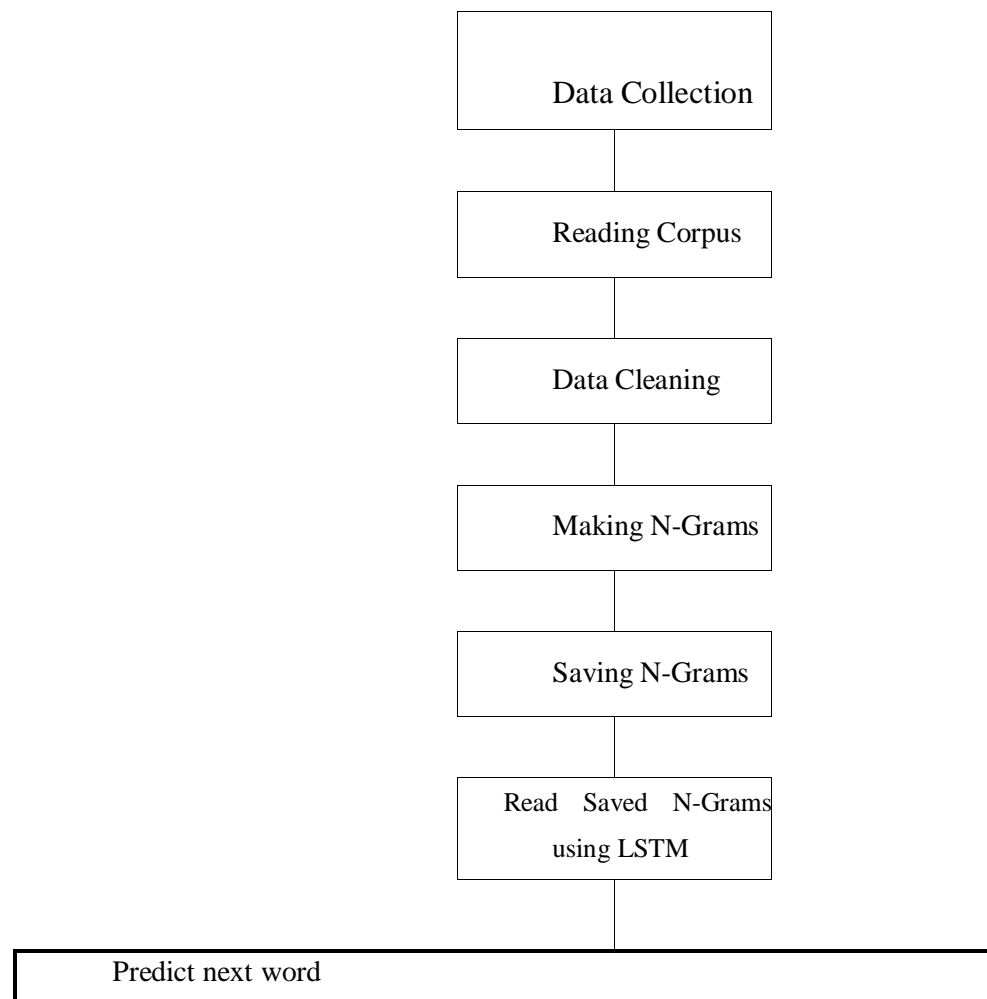 Data Collection
Reading Corpus
Data Cleaning
Making N-Grams
Saving N-Grams
Read Saved N-Grams
using LSTM
Predict next word